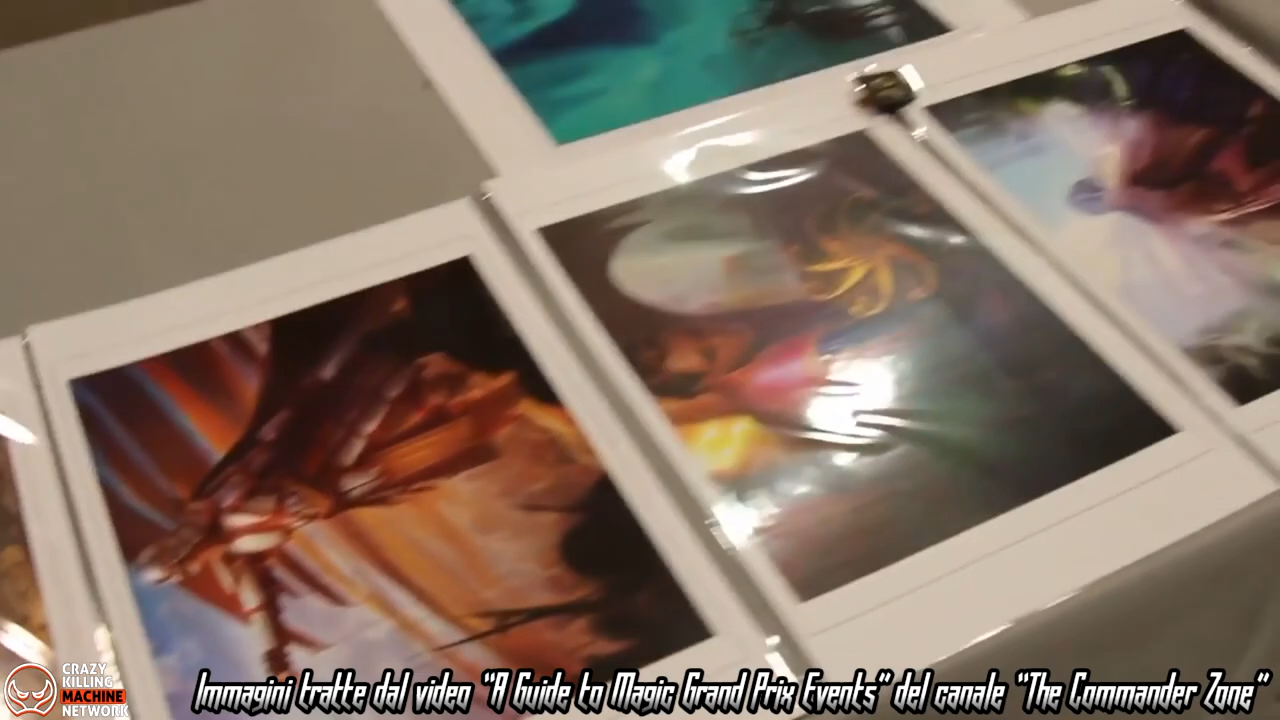 CRAZY
KILLING
MACHINE
NETWORK
Immagini tratte dal video "A Guide to Magic Grand Prix Events" del canale "The Commander Zone"